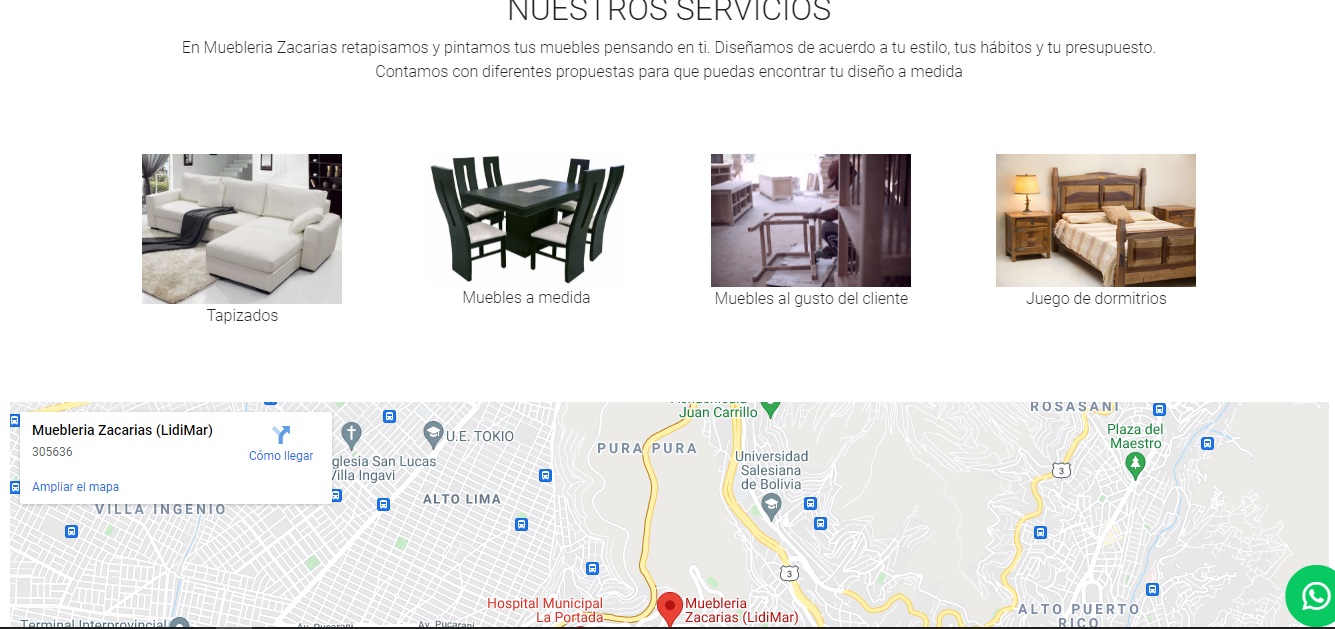 NUESTROS SERVICIOS
En Muebleria Zacarias retapisamos y pintamos tus muebles pensando en ti. Diseñamos de acuerdo a tu estilo, tus hábitos y tu presupuesto.
Contamos con diferentes propuestas para que puedas encontrar tu diseño a medida
Tapizados
Muebles a medida
Muebles al gusto del cliente
Juego de dormitrios
Muebleria Zacarias (LidiMar)
305636
Cómo llegar
Ampliar el mapa
glesia San Lucas
Villa Ingavi
U.E. TOKIO
ALTO LIMA
VILLA INGENIO
Juan Carrillo
PURA PURA
Universidad
Salesiana
de Bolivia
ROSASANI
Plaza del
Maestro
3
3
Hospital Municipal
La Portada
Muebleria
Zacarias (LidiMar)
ALTO PUERTO
RICO
Terminal Interprovincial
Av. Pucarani
Av. Pucarani